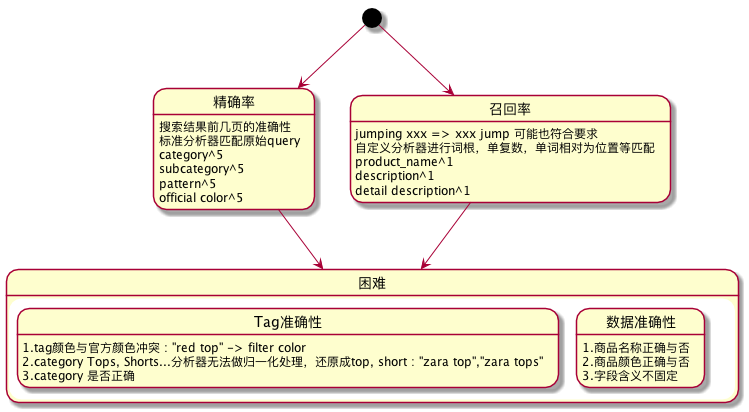 精确率
搜索结果前几页的准确性
标准分析器匹配原始query
category^5
subcategory^5
pattern^5
official color^5
召回率
jumping xxx => xxx jump 可能也符合要求
自定义分析器进行词根，单复数，单词相对为位置等匹配
product_name^1
description^1
detail description^1
困难
Tag准确性
1.tag颜色与官方颜色冲突 : "red top" -> filter color
2.category Tops, Shorts...分析器无法做归一化处理，还原成top, short : "zara top","zara tops"
3.category 是否正确
数据准确性
1.商品名称正确与否
2.商品颜色正确与否
3.字段含义不固定